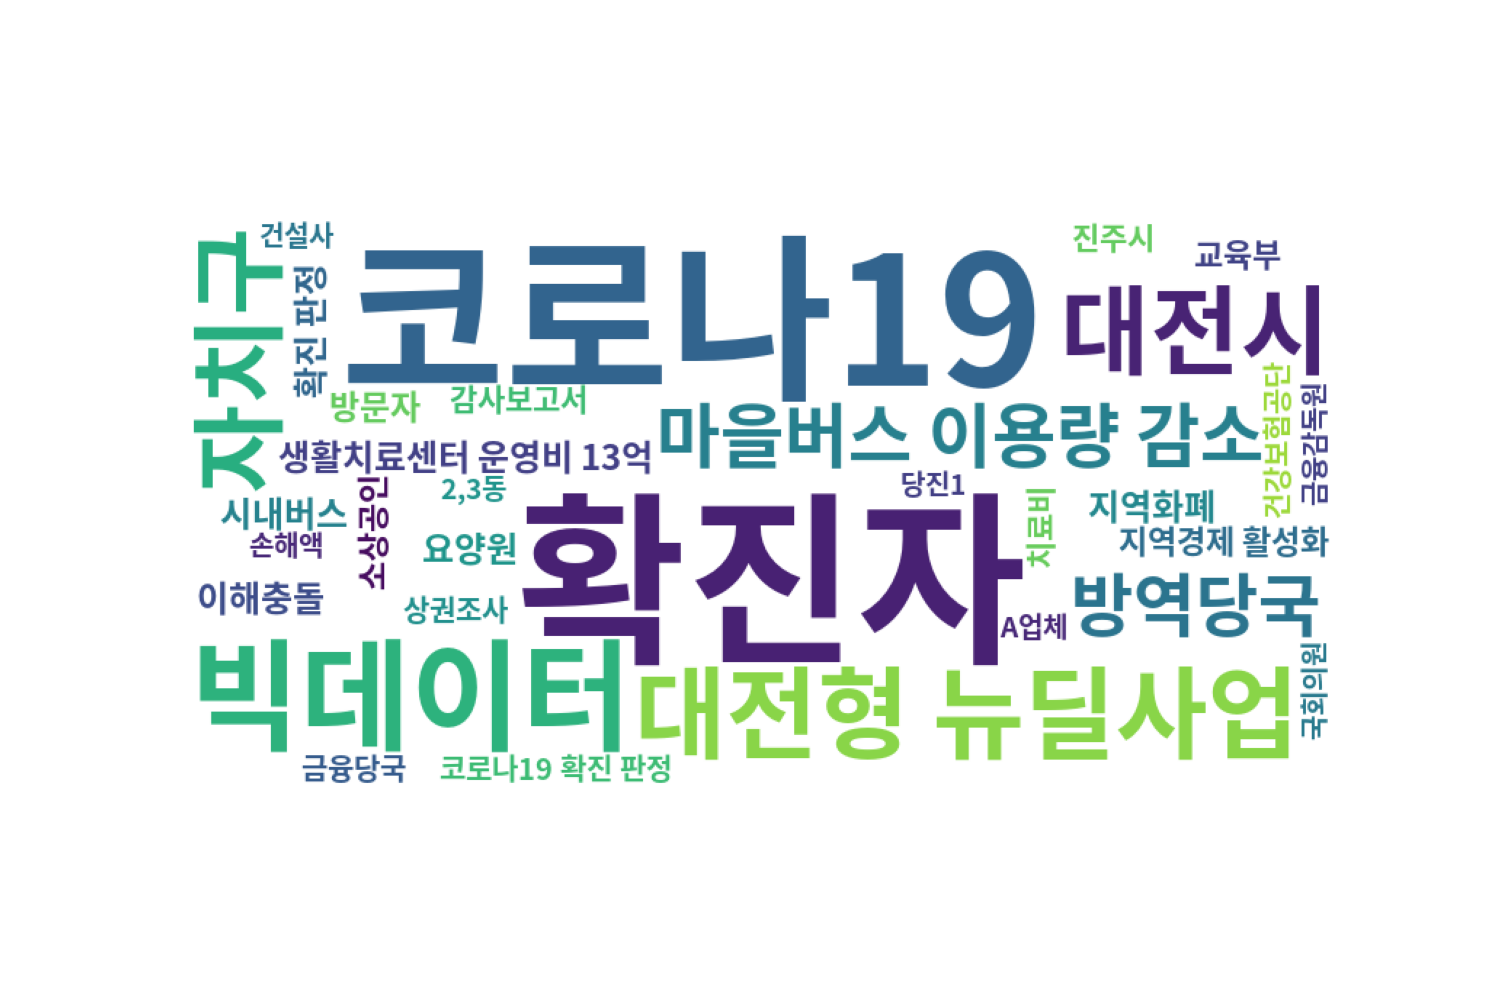 건설사
진주시
교육부
자치구
확진 판정
코로나19
대전시
방문자
감사보고서
마을버스 이용량 감소
건강보험공단
금융감독원
생활치료센터 운영비 13억
2,3동
당진1
시내버스
소상공인
치료비
지역화폐
손해액
요양원
확진자
지역경제 활성화
이해충돌
상권조사
A업체
방역당국
빅데이터
대전형 뉴딜사업
국회의원
금융당국
코로나19 확진 판정